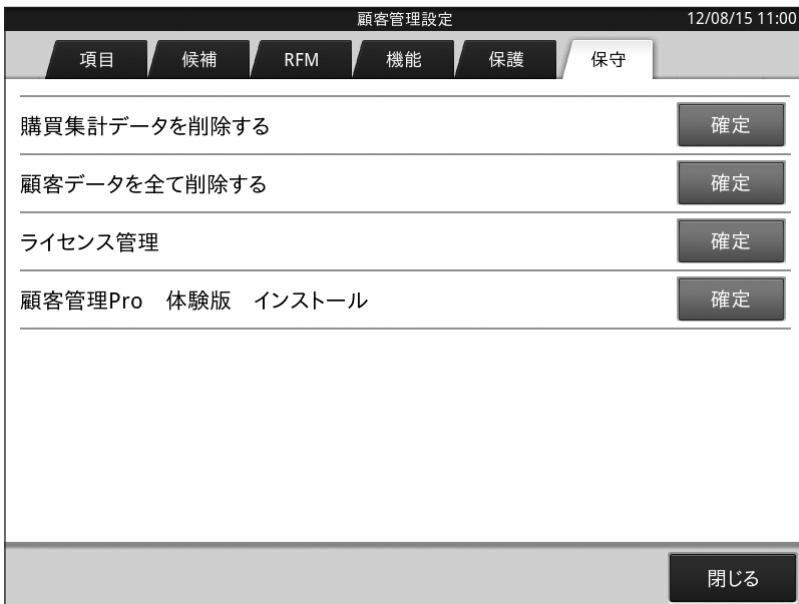 顧客管理設定 12/08/15 11:00
項目 候補 RFM 機能 保護 保守
購買集計データを削除する 確定
顧客データを全て削除する 確定
ライセンス管理 確定
顧客管理Pro　体験版　インストール 確定
閉じる